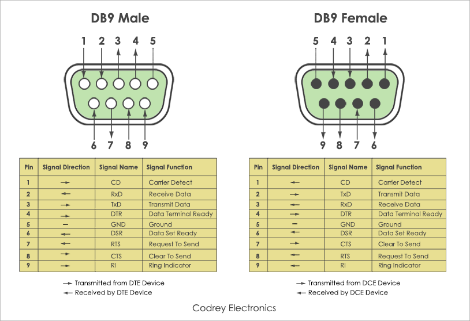 DB9 Male
DB9 Female
1 2 3 4 5
5 4 3 2 1
6 7 8 9
9 8 7 6
Pin Signal Direction Signal Name Signal Function
1 → CD Carrier Detect
2 ← RxD Receive Data
3 → TxD Transmit Data
4 → DTR Data Terminal Ready
5 – GND Ground
6 ← DSR Data Set Ready
7 → RTS Request To Send
8 → CTS Clear To Send
9 → RI Ring Indicator
→ Transmitted from DTE Device
← Received by DTE Device
Pin Signal Direction Signal Name Signal Function
1 ← CD Carrier Detect
2 → TxD Transmit Data
3 ← RxD Receive Data
4 → DTR Data Terminal Ready
5 – GND Ground
6 ← DSR Data Set Ready
7 → CTS Clear To Send
8 ← RTS Request To Send
9 ← RI Ring Indicator
→ Transmitted from DCE Device
← Received by DCE Device
Codrey Electronics